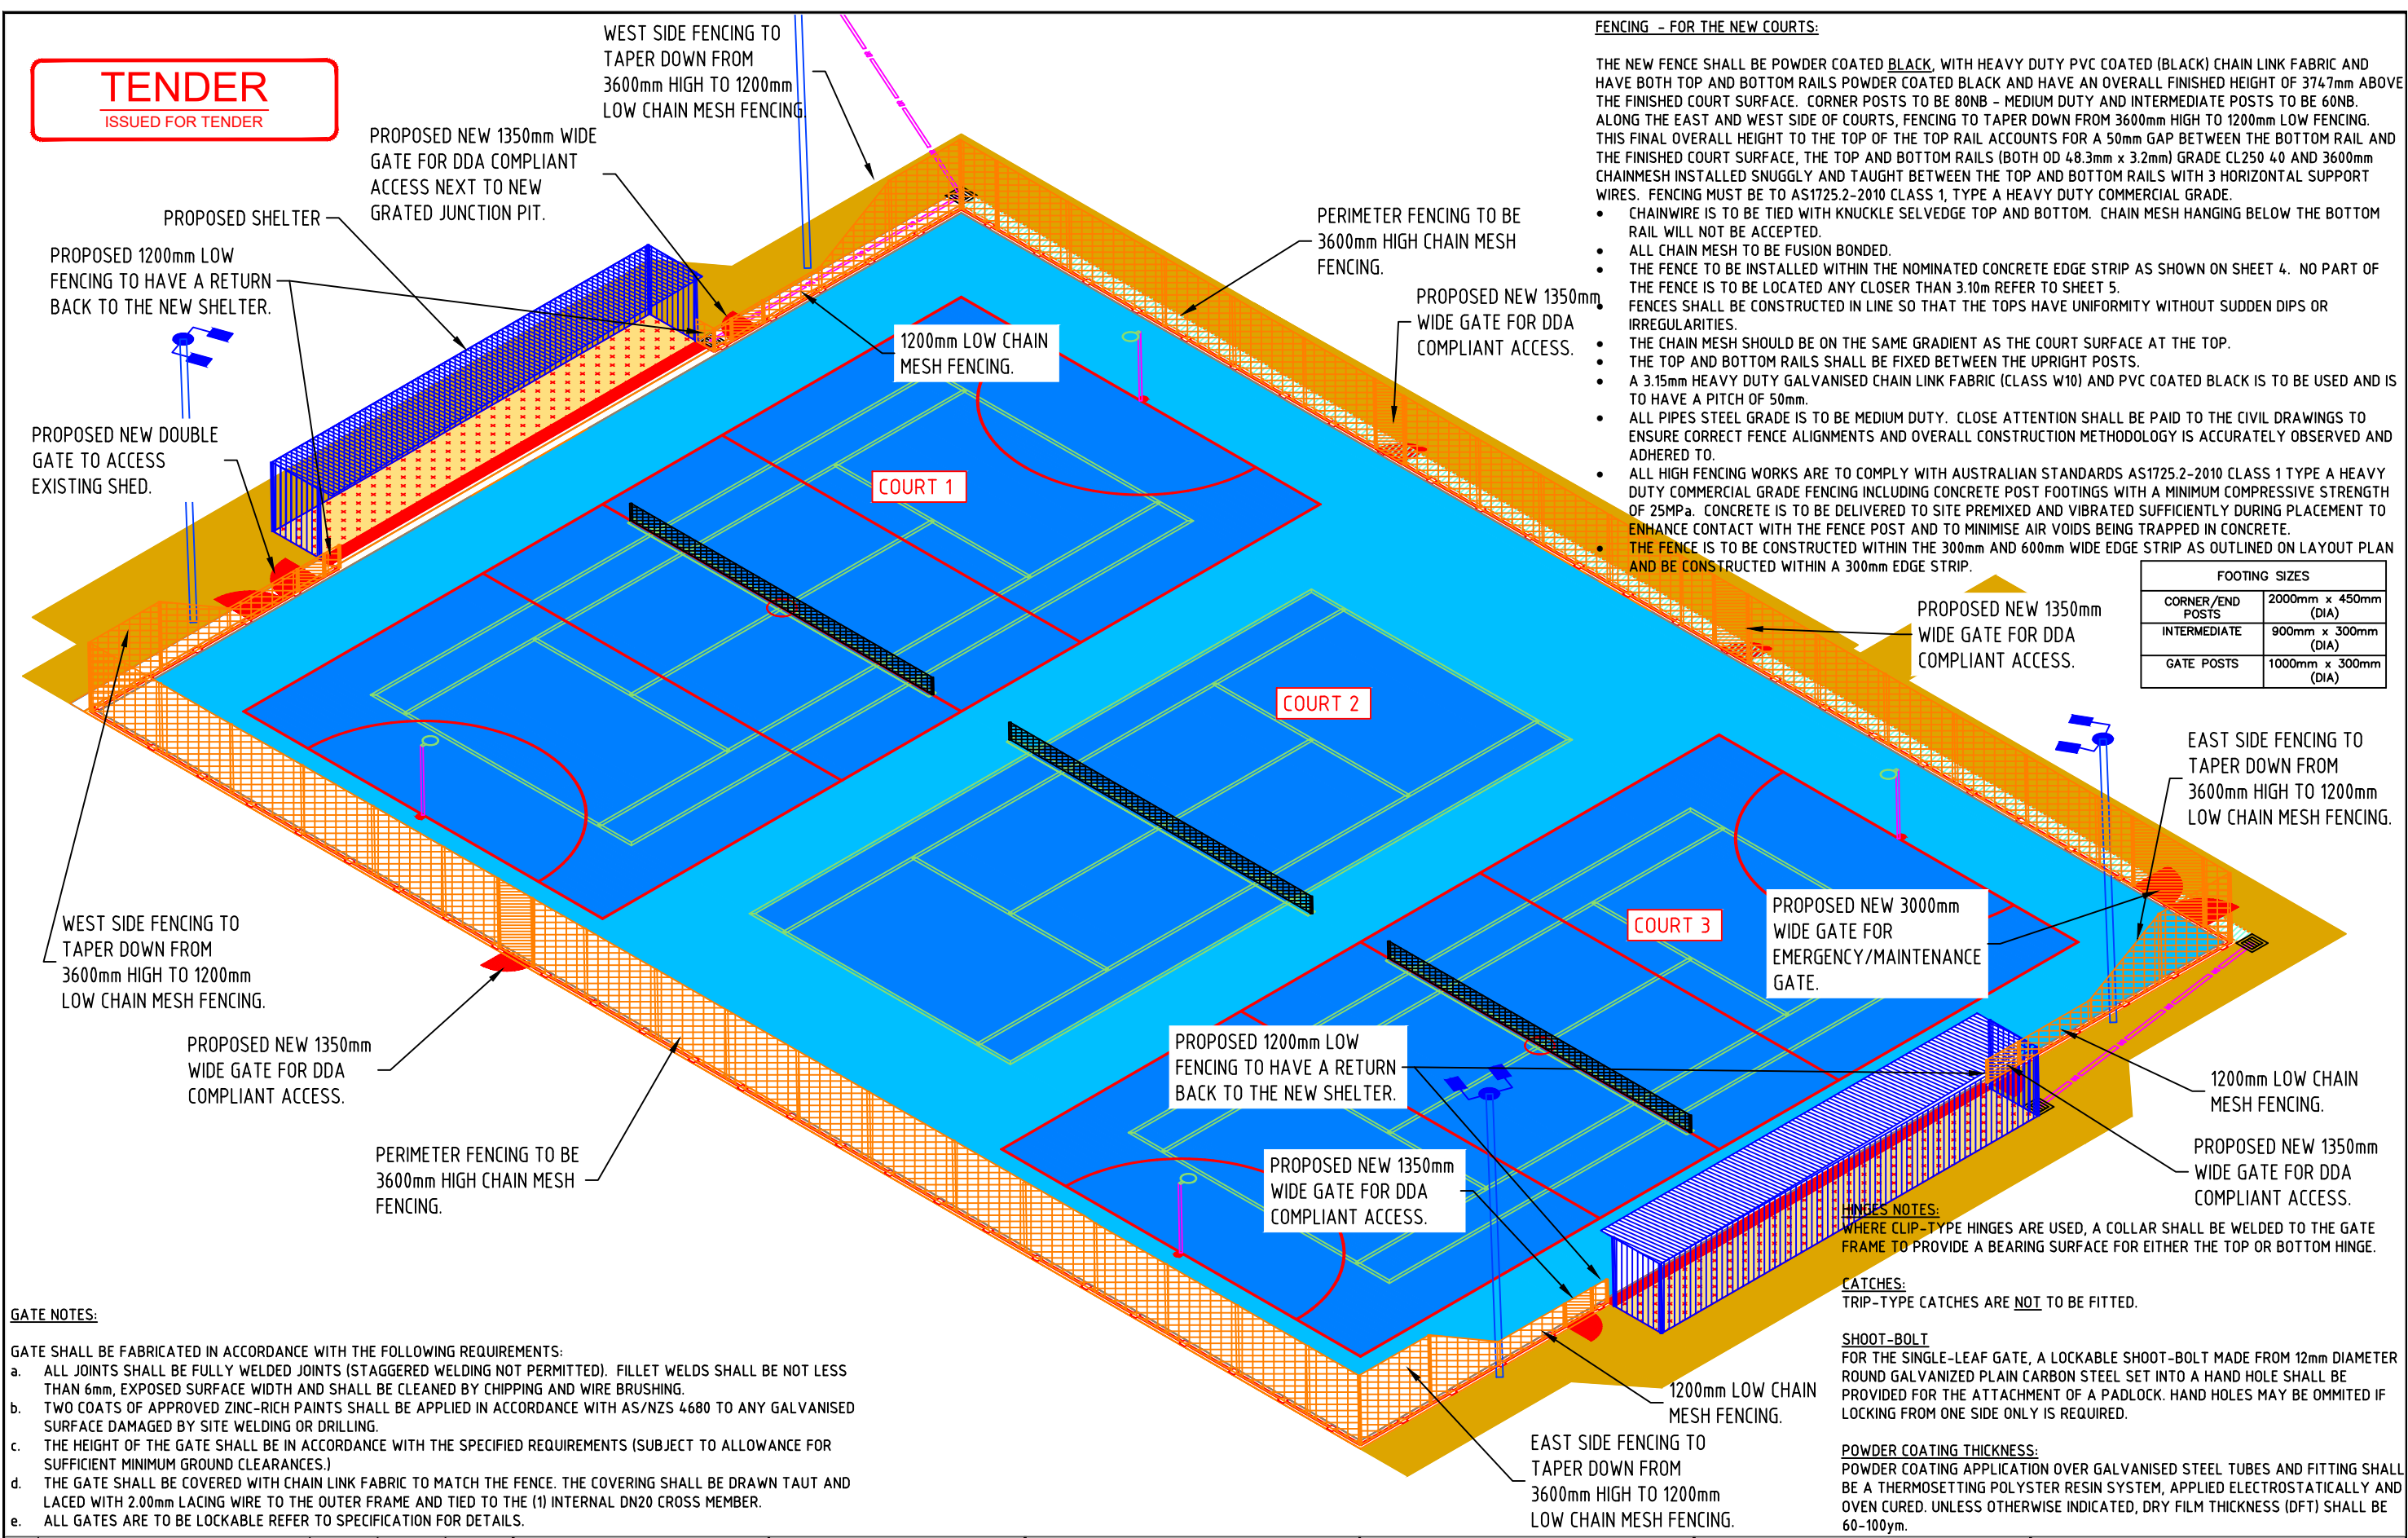 TENDER
ISSUED FOR TENDER
WEST SIDE FENCING TO
TAPER DOWN FROM
3600mm HIGH TO 1200mm
LOW CHAIN MESH FENCING.
PROPOSED NEW 1350mm WIDE
GATE FOR DDA COMPLIANT
ACCESS NEXT TO NEW
GRATED JUNCTION PIT.
PROPOSED SHELTER
PROPOSED 1200mm LOW
FENCING TO HAVE A RETURN
BACK TO THE NEW SHELTER.
PROPOSED NEW DOUBLE
GATE TO ACCESS
EXISTING SHED.
1200mm LOW CHAIN
MESH FENCING.
PERIMETER FENCING TO BE
3600mm HIGH CHAIN MESH
FENCING.
PROPOSED NEW 1350mm
WIDE GATE FOR DDA
COMPLIANT ACCESS.
COURT 1
COURT 2
COURT 3
FENCING - FOR THE NEW COURTS:
THE NEW FENCE SHALL BE POWDER COATED BLACK, WITH HEAVY DUTY PVC COATED (BLACK) CHAIN LINK FABRIC AND
HAVE BOTH TOP AND BOTTOM RAILS POWDER COATED BLACK AND HAVE AN OVERALL FINISHED HEIGHT OF 3747mm ABOVE
THE FINISHED COURT SURFACE. CORNER POSTS TO BE 80NB - MEDIUM DUTY AND INTERMEDIATE POSTS TO BE 60NB.
ALONG THE EAST AND WEST SIDE OF COURTS, FENCING TO TAPER DOWN FROM 3600mm HIGH TO 1200mm LOW FENCING.
THIS FINAL OVERALL HEIGHT TO THE TOP OF THE TOP RAIL ACCOUNTS FOR A 50mm GAP BETWEEN THE BOTTOM RAIL AND
THE FINISHED COURT SURFACE, THE TOP AND BOTTOM RAILS (BOTH OD 48.3mm x 3.2mm) GRADE CL250 40 AND 3600mm
CHAINMESH INSTALLED SNUGGLY AND TAUGHT BETWEEN THE TOP AND BOTTOM RAILS WITH 3 HORIZONTAL SUPPORT
WIRES. FENCING MUST BE TO AS1725.2-2010 CLASS 1, TYPE A HEAVY DUTY COMMERCIAL GRADE.
• CHAINWIRE IS TO BE TIED WITH KNUCKLE SELVEDGE TOP AND BOTTOM. CHAIN MESH HANGING BELOW THE BOTTOM
RAIL WILL NOT BE ACCEPTED.
• ALL CHAIN MESH TO BE FUSION BONDED.
• THE FENCE TO BE INSTALLED WITHIN THE NOMINATED CONCRETE EDGE STRIP AS SHOWN ON SHEET 4. NO PART OF
THE FENCE IS TO BE LOCATED ANY CLOSER THAN 3.10m REFER TO SHEET 5.
• FENCES SHALL BE CONSTRUCTED IN LINE SO THAT THE TOPS HAVE UNIFORMITY WITHOUT SUDDEN DIPS OR
IRREGULARITIES.
• THE CHAIN MESH SHOULD BE ON THE SAME GRADIENT AS THE COURT SURFACE AT THE TOP.
• THE TOP AND BOTTOM RAILS SHALL BE FIXED BETWEEN THE UPRIGHT POSTS.
• A 3.15mm HEAVY DUTY GALVANISED CHAIN LINK FABRIC (CLASS W10) AND PVC COATED BLACK IS TO BE USED AND IS
TO HAVE A PITCH OF 50mm.
• ALL PIPES STEEL GRADE IS TO BE MEDIUM DUTY. CLOSE ATTENTION SHALL BE PAID TO THE CIVIL DRAWINGS TO
ENSURE CORRECT FENCE ALIGNMENTS AND OVERALL CONSTRUCTION METHODOLOGY IS ACCURATELY OBSERVED AND
ADHERED TO.
• ALL HIGH FENCING WORKS ARE TO COMPLY WITH AUSTRALIAN STANDARDS AS1725.2-2010 CLASS 1 TYPE A HEAVY
DUTY COMMERCIAL GRADE FENCING INCLUDING CONCRETE POST FOOTINGS WITH A MINIMUM COMPRESSIVE STRENGTH
OF 25MPa. CONCRETE IS TO BE DELIVERED TO SITE PREMIXED AND VIBRATED SUFFICIENTLY DURING PLACEMENT TO
ENHANCE CONTACT WITH THE FENCE POST AND TO MINIMISE AIR VOIDS BEING TRAPPED IN CONCRETE.
• THE FENCE IS TO BE CONSTRUCTED WITHIN THE 300mm AND 600mm WIDE EDGE STRIP AS OUTLINED ON LAYOUT PLAN
AND BE CONSTRUCTED WITHIN A 300mm EDGE STRIP.
FOOTING SIZES
CORNER/END
POSTS
2000mm x 450mm
(DIA)
INTERMEDIATE
900mm x 300mm
(DIA)
GATE POSTS
1000mm x 300mm
(DIA)
PROPOSED NEW 1350mm
WIDE GATE FOR DDA
COMPLIANT ACCESS.
EAST SIDE FENCING TO
TAPER DOWN FROM
3600mm HIGH TO 1200mm
LOW CHAIN MESH FENCING.
PROPOSED NEW 3000mm
WIDE GATE FOR
EMERGENCY/MAINTENANCE
GATE.
WEST SIDE FENCING TO
TAPER DOWN FROM
3600mm HIGH TO 1200mm
LOW CHAIN MESH FENCING.
PROPOSED NEW 1350mm
WIDE GATE FOR DDA
COMPLIANT ACCESS.
PERIMETER FENCING TO BE
3600mm HIGH CHAIN MESH
FENCING.
PROPOSED 1200mm LOW
FENCING TO HAVE A RETURN
BACK TO THE NEW SHELTER.
PROPOSED NEW 1350mm
WIDE GATE FOR DDA
COMPLIANT ACCESS.
1200mm LOW CHAIN
MESH FENCING.
PROPOSED NEW 1350mm
WIDE GATE FOR DDA
COMPLIANT ACCESS.
1200mm LOW CHAIN
MESH FENCING.
EAST SIDE FENCING TO
TAPER DOWN FROM
3600mm HIGH TO 1200mm
LOW CHAIN MESH FENCING.
GATE NOTES:
GATE SHALL BE FABRICATED IN ACCORDANCE WITH THE FOLLOWING REQUIREMENTS:
a. ALL JOINTS SHALL BE FULLY WELDED JOINTS (STAGGERED WELDING NOT PERMITTED). FILLET WELDS SHALL BE NOT LESS
THAN 6mm, EXPOSED SURFACE WIDTH AND SHALL BE CLEANED BY CHIPPING AND WIRE BRUSHING.
b. TWO COATS OF APPROVED ZINC-RICH PAINTS SHALL BE APPLIED IN ACCORDANCE WITH AS/NZS 4680 TO ANY GALVANISED
SURFACE DAMAGED BY SITE WELDING OR DRILLING.
c. THE HEIGHT OF THE GATE SHALL BE IN ACCORDANCE WITH THE SPECIFIED REQUIREMENTS (SUBJECT TO ALLOWANCE FOR
SUFFICIENT MINIMUM GROUND CLEARANCES.)
d. THE GATE SHALL BE COVERED WITH CHAIN LINK FABRIC TO MATCH THE FENCE. THE COVERING SHALL BE DRAWN TAUT AND
LACED WITH 2.00mm LACING WIRE TO THE OUTER FRAME AND TIED TO THE (1) INTERNAL DN20 CROSS MEMBER.
e. ALL GATES ARE TO BE LOCKABLE REFER TO SPECIFICATION FOR DETAILS.
HINGES NOTES:
WHERE CLIP-TYPE HINGES ARE USED, A COLLAR SHALL BE WELDED TO THE GATE
FRAME TO PROVIDE A BEARING SURFACE FOR EITHER THE TOP OR BOTTOM HINGE.
CATCHES:
TRIP-TYPE CATCHES ARE NOT TO BE FITTED.
SHOOT-BOLT
FOR THE SINGLE-LEAF GATE, A LOCKABLE SHOOT-BOLT MADE FROM 12mm DIAMETER
ROUND GALVANIZED PLAIN CARBON STEEL SET INTO A HAND HOLE SHALL BE
PROVIDED FOR THE ATTACHMENT OF A PADLOCK. HAND HOLES MAY BE OMMITED IF
LOCKING FROM ONE SIDE ONLY IS REQUIRED.
POWDER COATING THICKNESS:
POWDER COATING APPLICATION OVER GALVANISED STEEL TUBES AND FITTING SHALL
BE A THERMOSETTING POLYSTER RESIN SYSTEM, APPLIED ELECTROSTATICALLY AND
OVEN CURED. UNLESS OTHERWISE INDICATED, DRY FILM THICKNESS (DFT) SHALL BE
60-100ym.